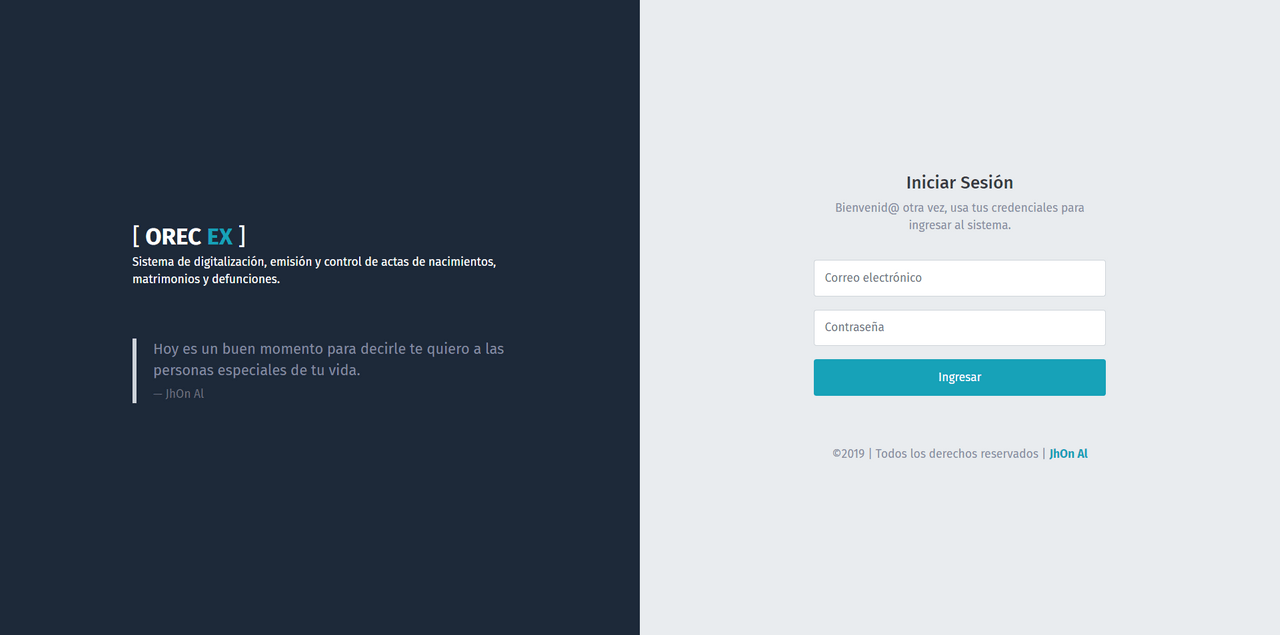 [ OREC EX ]
Sistema de digitalización, emisión y control de actas de nacimientos,
matrimonios y defunciones.
Hoy es un buen momento para decirle te quiero a las
personas especiales de tu vida.
— JhOn Al
Iniciar Sesión
Bienvenid@ otra vez, usa tus credenciales para
ingresar al sistema.
Correo electrónico
Contraseña
Ingresar
©2019 | Todos los derechos reservados | JhOn Al